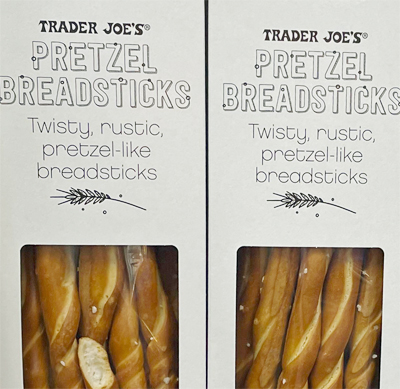 TRADER JOE'S®
PRETZEL
BREADSTICKS
Twisty, rustic,
pretzel-like
breadsticks
TRADER JOE'S®
PRETZEL
BREADSTICKS
Twisty, rustic,
pretzel-like
breadsticks